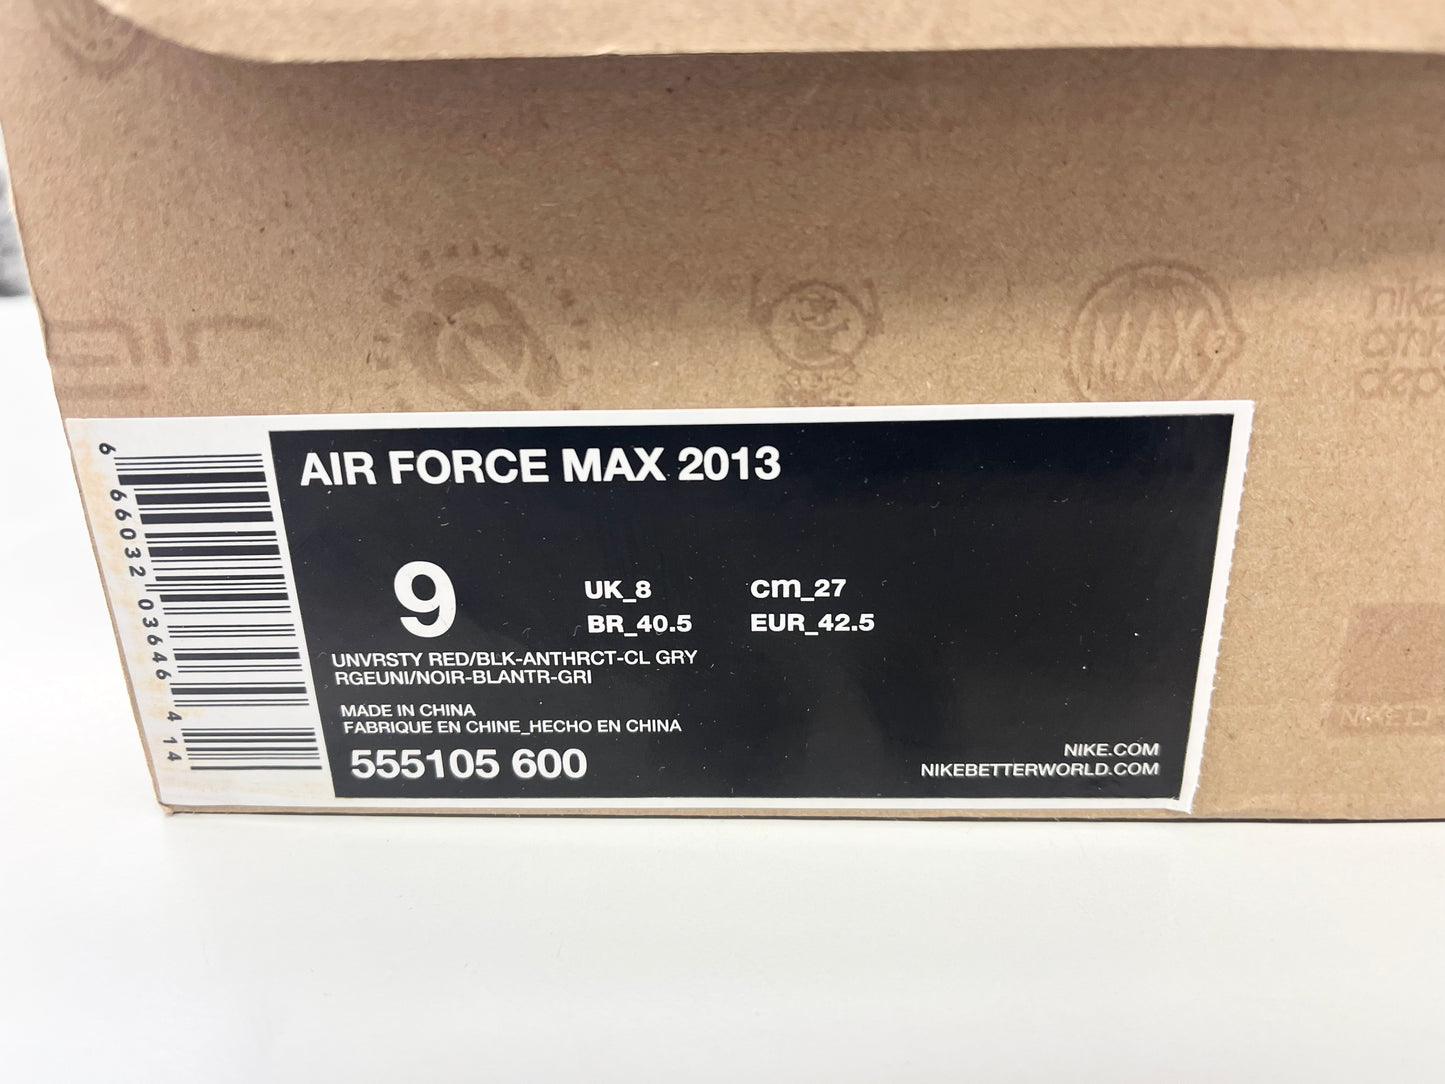 air
MAX
nike
AIR FORCE MAX 2013
9
UK_8
cm_27
BR_40.5
EUR_42.5
UNVRSTY RED/BLK-ANTHRCT-CL GRY
RGEUNI/NOIR-BLANTR-GRI
MADE IN CHINA
FABRIQUE EN CHINE_HECHO EN CHINA
555105 600
NIKE.COM
NIKEBETTERWORLD.COM
6 66032 03646 4 14